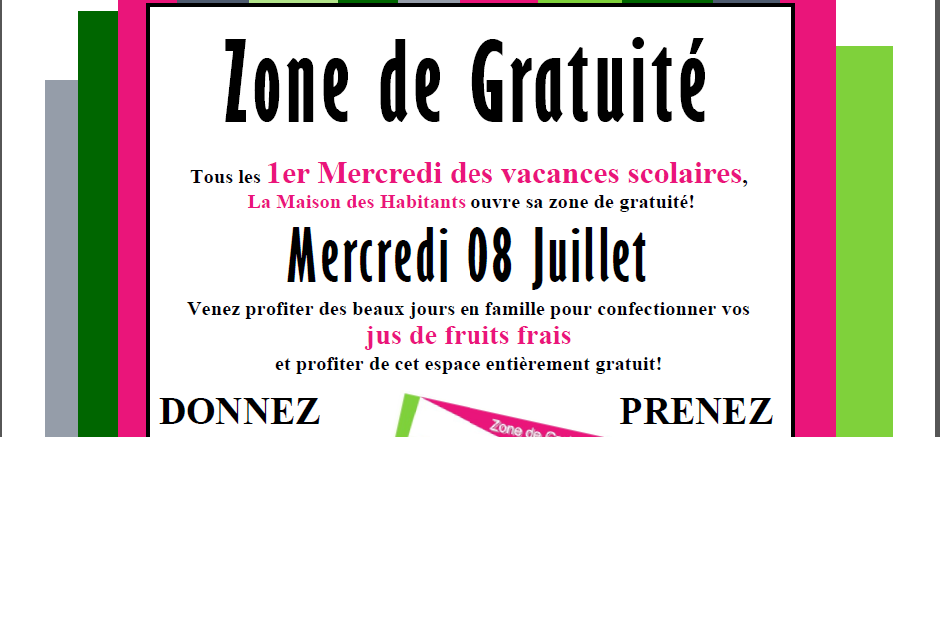 Zone de Gratuité
Tous les 1er Mercredi des vacances scolaires,
La Maison des Habitants ouvre sa zone de gratuité!
Mercredi 08 Juillet
Venez profiter des beaux jours en famille pour confectionner vos
jus de fruits frais
et profiter de cet espace entièrement gratuit!
DONNEZ
PRENEZ
Zone de